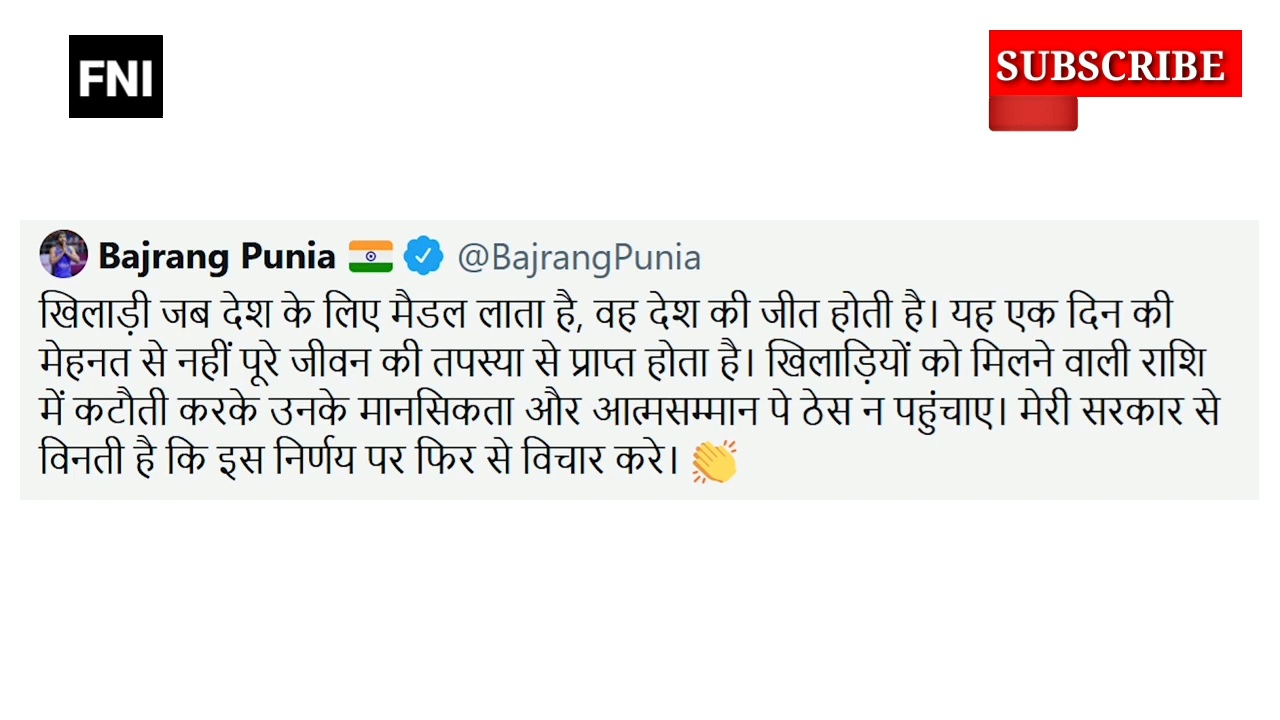 FNI
SUBSCRIBE
Bajrang Punia 🇮🇳 @BajrangPunia
खिलाड़ी जब देश के लिए मैडल लाता है, वह देश की जीत होती है। यह एक दिन की
मेहनत से नहीं पूरे जीवन की तपस्या से प्राप्त होता है। खिलाड़ियों को मिलने वाली राशि
में कटौती करके उनके मानसिकता और आत्मसम्मान पे ठेस न पहुंचाए। मेरी सरकार से
विनती है कि इस निर्णय पर फिर से विचार करे। 👏